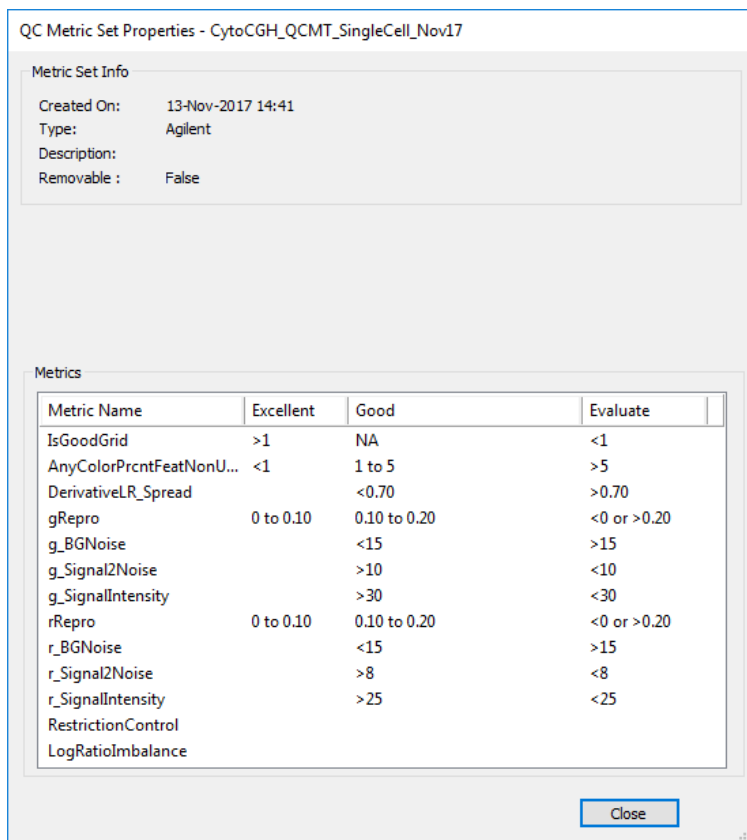 QC Metric Set Properties - CytoCGH_QCMT_SingleCell_Nov17
Metric Set Info
Created On: 13-Nov-2017 14:41
Type: Agilent
Description:
Removable : False
Metrics
Metric Name Excellent Good Evaluate
IsGoodGrid >1 NA <1
AnyColorPrcntFeatNonU... <1 1 to 5 >5
DerivativeLR_Spread <0.70 >0.70
gRepro 0 to 0.10 0.10 to 0.20 <0 or >0.20
g_BGNoise <15 >15
g_Signal2Noise >10 <10
g_SignalIntensity >30 <30
rRepro 0 to 0.10 0.10 to 0.20 <0 or >0.20
r_BGNoise <15 >15
r_Signal2Noise >8 <8
r_SignalIntensity >25 <25
RestrictionControl
LogRatioImbalance
Close